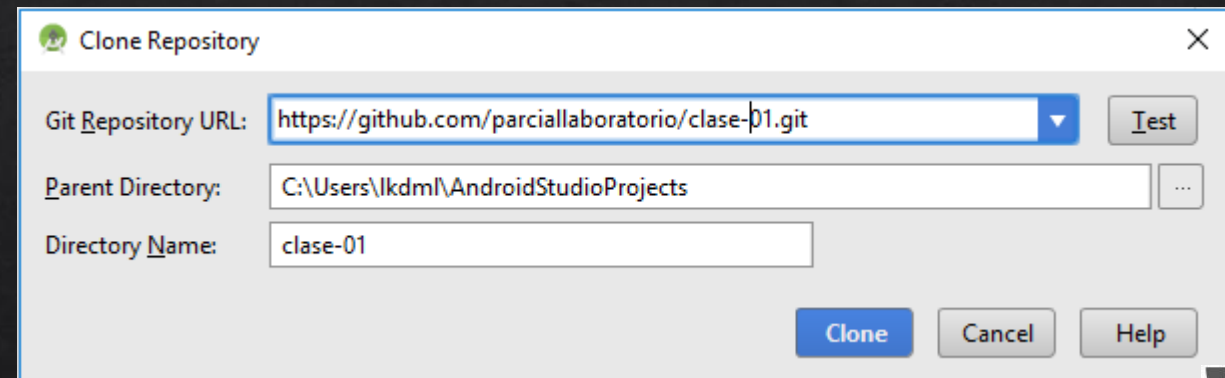 Clone Repository
Git Repository URL: https://github.com/parciallaboratorio/clase-01.git Test
Parent Directory: C:\Users\lkdml\AndroidStudioProjects ...
Directory Name: clase-01
Clone Cancel Help